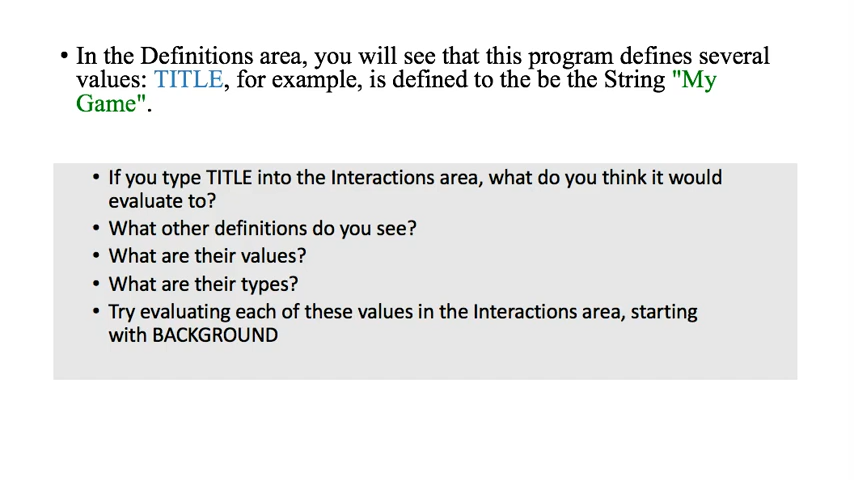 • In the Definitions area, you will see that this program defines several
values: TITLE, for example, is defined to the be the String "My
Game".
• If you type TITLE into the Interactions area, what do you think it would
evaluate to?
• What other definitions do you see?
• What are their values?
• What are their types?
• Try evaluating each of these values in the Interactions area, starting
with BACKGROUND